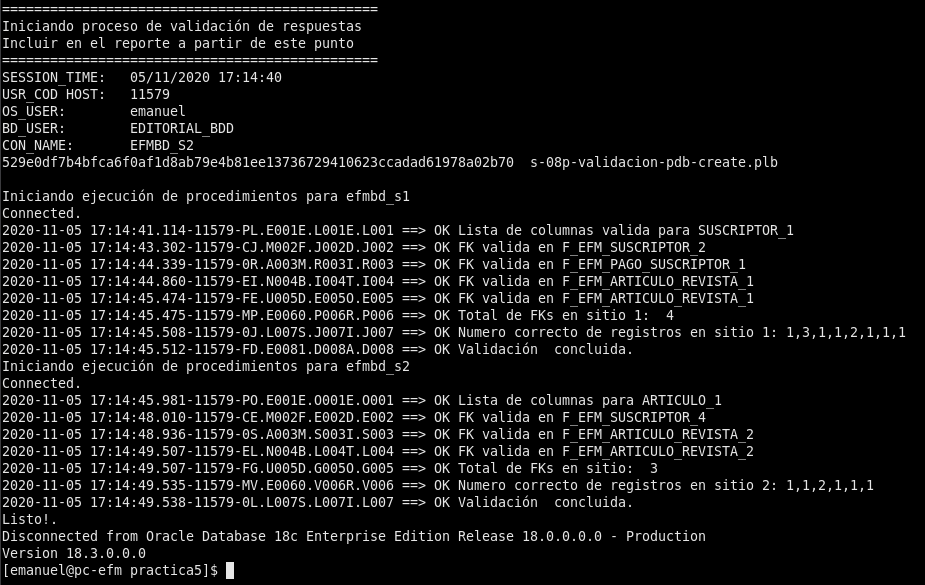 ===============================================
Iniciando proceso de validación de respuestas
Incluir en el reporte a partir de este punto
===============================================
SESSION_TIME:   05/11/2020 17:14:40
USR_COD HOST:   11579
OS_USER:        emanuel
BD_USER:        EDITORIAL_BDD
CON_NAME:       EFMBD_S2
529e0df7b4bfca6f0af1d8ab79e4b81ee13736729410623ccadad61978a02b70  s-08p-validacion-pdb-create.plb

Iniciando ejecución de procedimientos para efmbd_s1
Connected.
2020-11-05 17:14:41.114-11579-PL.E001E.L001E.L001 ==> OK Lista de columnas valida para SUSCRIPTOR_1
2020-11-05 17:14:43.302-11579-CJ.M002F.J002D.J002 ==> OK FK valida en F_EFM_SUSCRIPTOR_2
2020-11-05 17:14:44.339-11579-0R.A003M.R003I.R003 ==> OK FK valida en F_EFM_PAGO_SUSCRIPTOR_1
2020-11-05 17:14:44.860-11579-EI.N004B.I004T.I004 ==> OK FK valida en F_EFM_ARTICULO_REVISTA_1
2020-11-05 17:14:45.474-11579-FE.U005D.E005O.E005 ==> OK FK valida en F_EFM_ARTICULO_REVISTA_1
2020-11-05 17:14:45.475-11579-MP.E0060.P006R.P006 ==> OK Total de FKs en sitio 1:  4
2020-11-05 17:14:45.508-11579-0J.L007S.J007I.J007 ==> OK Numero correcto de registros en sitio 1: 1,3,1,1,2,1,1,1
2020-11-05 17:14:45.512-11579-FD.E0081.D008A.D008 ==> OK Validación  concluida.
Iniciando ejecución de procedimientos para efmbd_s2
Connected.
2020-11-05 17:14:45.981-11579-PO.E001E.O001E.O001 ==> OK Lista de columnas para ARTICULO_1
2020-11-05 17:14:48.010-11579-CE.M002F.E002D.E002 ==> OK FK valida en F_EFM_SUSCRIPTOR_4
2020-11-05 17:14:48.936-11579-0S.A003M.S003I.S003 ==> OK FK valida en F_EFM_ARTICULO_REVISTA_2
2020-11-05 17:14:49.507-11579-EL.N004B.L004T.L004 ==> OK FK valida en F_EFM_ARTICULO_REVISTA_2
2020-11-05 17:14:49.507-11579-FG.U005D.G005O.G005 ==> OK Total de FKs en sitio:  3
2020-11-05 17:14:49.535-11579-MV.E0060.V006R.V006 ==> OK Numero correcto de registros en sitio 2: 1,1,2,1,1,1
2020-11-05 17:14:49.538-11579-0L.L007S.L007I.L007 ==> OK Validación  concluida.
Listo!.
Disconnected from Oracle Database 18c Enterprise Edition Release 18.0.0.0.0 - Production
Version 18.3.0.0.0
[emanuel@pc-efm practica5]$